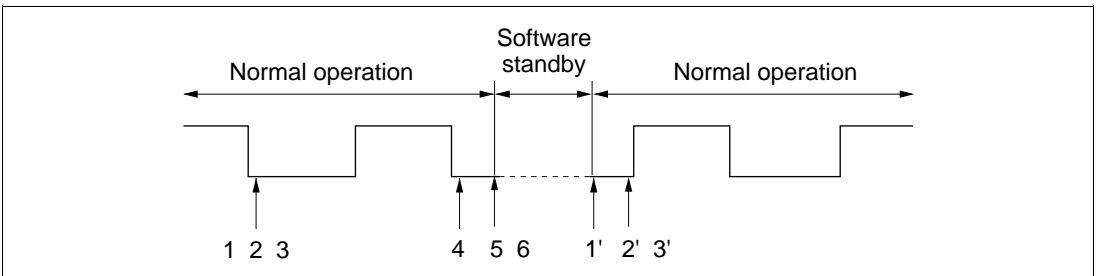 Software
standby
Normal operation
Normal operation
1 2 3
4
5 6
1'
2' 3'